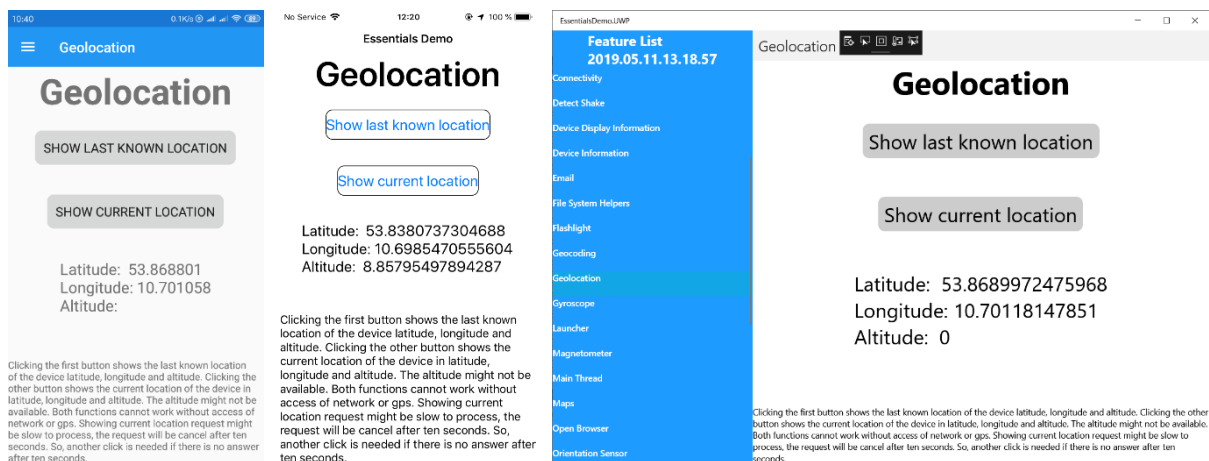 10:40
0.1K/s
Geolocation
Geolocation
SHOW LAST KNOWN LOCATION
SHOW CURRENT LOCATION
Latitude: 53.868801
Longitude: 10.701058
Altitude:
Clicking the first button shows the last known location
of the device latitude, longitude and altitude. Clicking the
other button shows the current location of the device in
latitude, longitude and altitude. The altitude might not be
available. Both functions cannot work without access of
network or gps. Showing current location request might
be slow to process, the request will be cancel after ten
seconds. So, another click is needed if there is no answer
after ten seconds.
No Service
12:20
100 %
Essentials Demo
Geolocation
Show last known location
Show current location
Latitude: 53.8380737304688
Longitude: 10.6985470555604
Altitude: 8.85795497894287
Clicking the first button shows the last known
location of the device latitude, longitude and
altitude. Clicking the other button shows the
current location of the device in latitude,
longitude and altitude. The altitude might not be
available. Both functions cannot work without
access of network or gps. Showing current
location request might be slow to process, the
request will be cancel after ten seconds. So,
another click is needed if there is no answer after
ten seconds.
EssentialsDemo.UWP
Feature List
2019.05.11.13.18.57
Connectivity
Detect Shake
Device Display Information
Device Information
Email
File System Helpers
Flashlight
Geocoding
Geolocation
Gyroscope
Launcher
Magnetometer
Main Thread
Maps
Open Browser
Orientation Sensor
Geolocation
Geolocation
Show last known location
Show current location
Latitude: 53.8689972475968
Longitude: 10.70118147851
Altitude: 0
Clicking the first button shows the last known location of the device latitude, longitude and altitude. Clicking the other
button shows the current location of the device in latitude, longitude and altitude. The altitude might not be available.
Both functions cannot work without access of network or gps. Showing current location request might be slow to
process, the request will be cancel after ten seconds. So, another click is needed if there is no answer after ten
seconds.